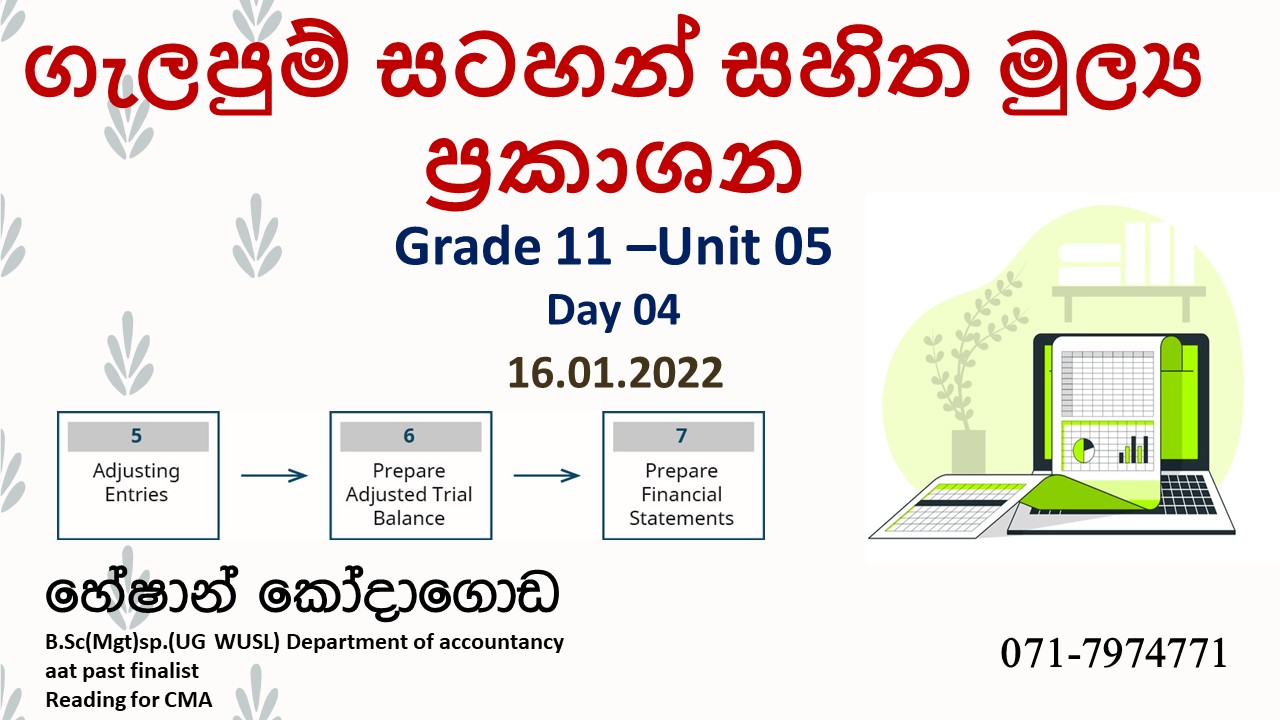 ගැලපුම් සටහන් සහිත මුල්‍ය
ප්‍රකාශන
Grade 11 –Unit 05
Day 04
16.01.2022
5
Adjusting
Entries
6
Prepare
Adjusted Trial
Balance
7
Prepare
Financial
Statements
හේෂාන් කෝදාගොඩ
B.Sc(Mgt)sp.(UG WUSL) Department of accountancy
aat past finalist
Reading for CMA
071-7974771